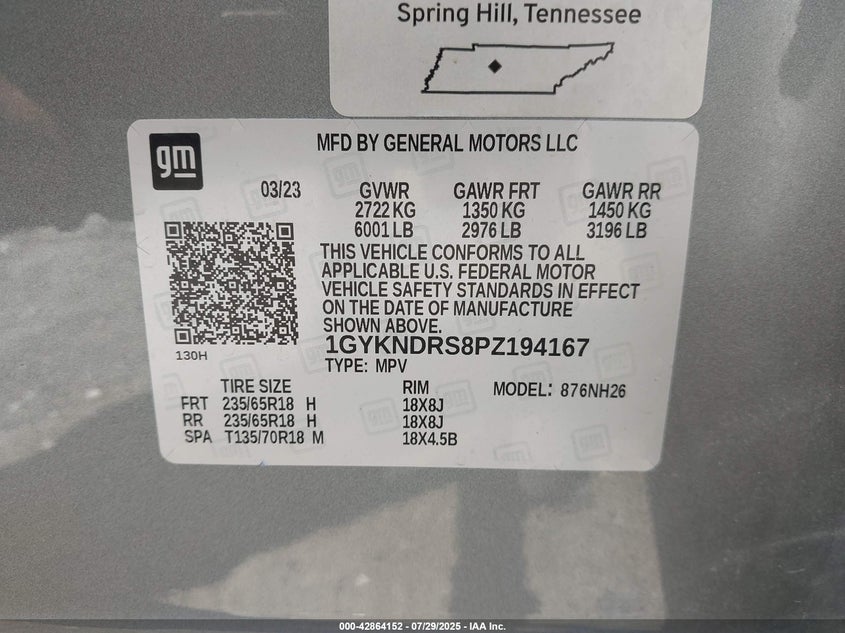 Spring Hill, Tennessee
gm
MFD BY GENERAL MOTORS LLC
03/23 GVWR GAWR FRT GAWR RR
2722 KG 1350 KG 1450 KG
6001 LB 2976 LB 3196 LB
THIS VEHICLE CONFORMS TO ALL
APPLICABLE U.S. FEDERAL MOTOR
VEHICLE SAFETY STANDARDS IN EFFECT
ON THE DATE OF MANUFACTURE
SHOWN ABOVE.
130H
1GYKNDRS8PZ194167
TYPE: MPV
TIRE SIZE RIM MODEL: 876NH26
FRT 235/65R18 H 18X8J
RR 235/65R18 H 18X8J
SPA T135/70R18 M 18X4.5B
000-42864152 - 07/29/2025 - IAA Inc.